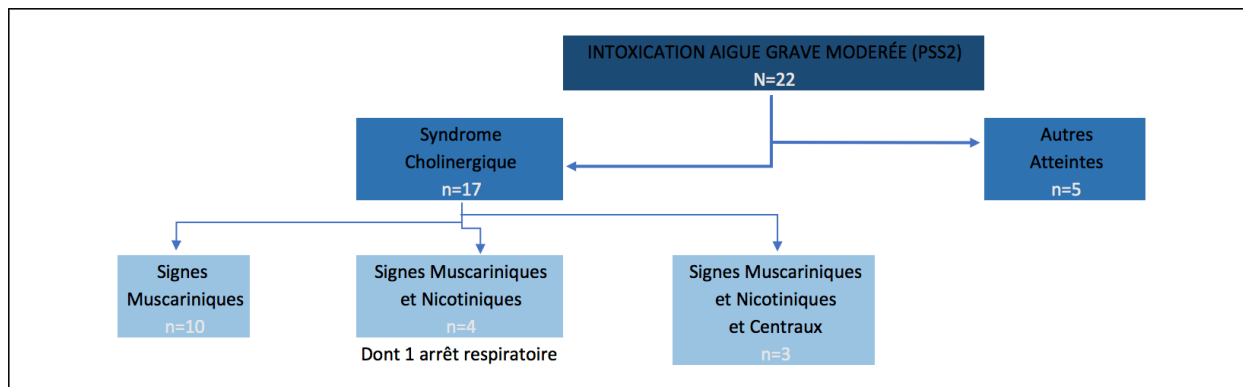 INTOXICATION AIGUE GRAVE MODERÉE (PSS2)
N=22
Syndrome
Cholinergique
n=17
Autres
Atteintes
n=5
Signes
Muscariniques
n=10
Signes Muscariniques
et Nicotiniques
n=4
Dont 1 arrêt respiratoire
Signes Muscariniques
et Nicotiniques
et Centraux
n=3